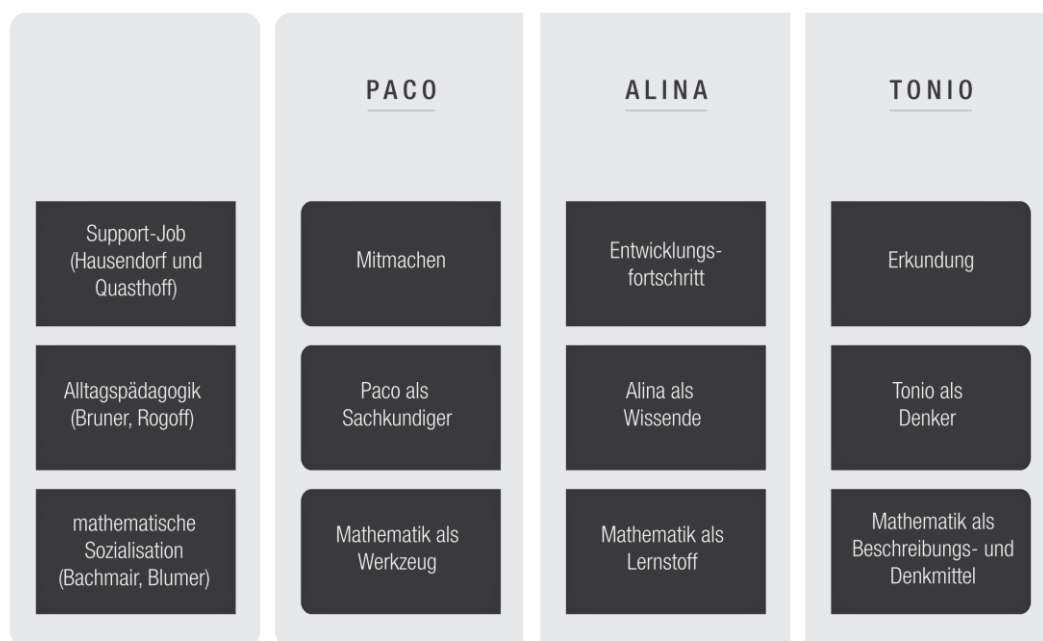 PACO
ALINA
TONIO
Support-Job
(Hausendorf und
Quasthoff)
Mitmachen
Entwicklungs-
fortschritt
Erkundung
Alltagspädagogik
(Bruner, Rogoff)
Paco als
Sachkundiger
Alina als
Wissende
Tonio als
Denker
mathematische
Sozialisation
(Bachmair, Blumer)
Mathematik als
Werkzeug
Mathematik als
Lernstoff
Mathematik als
Beschreibungs- und
Denkmittel